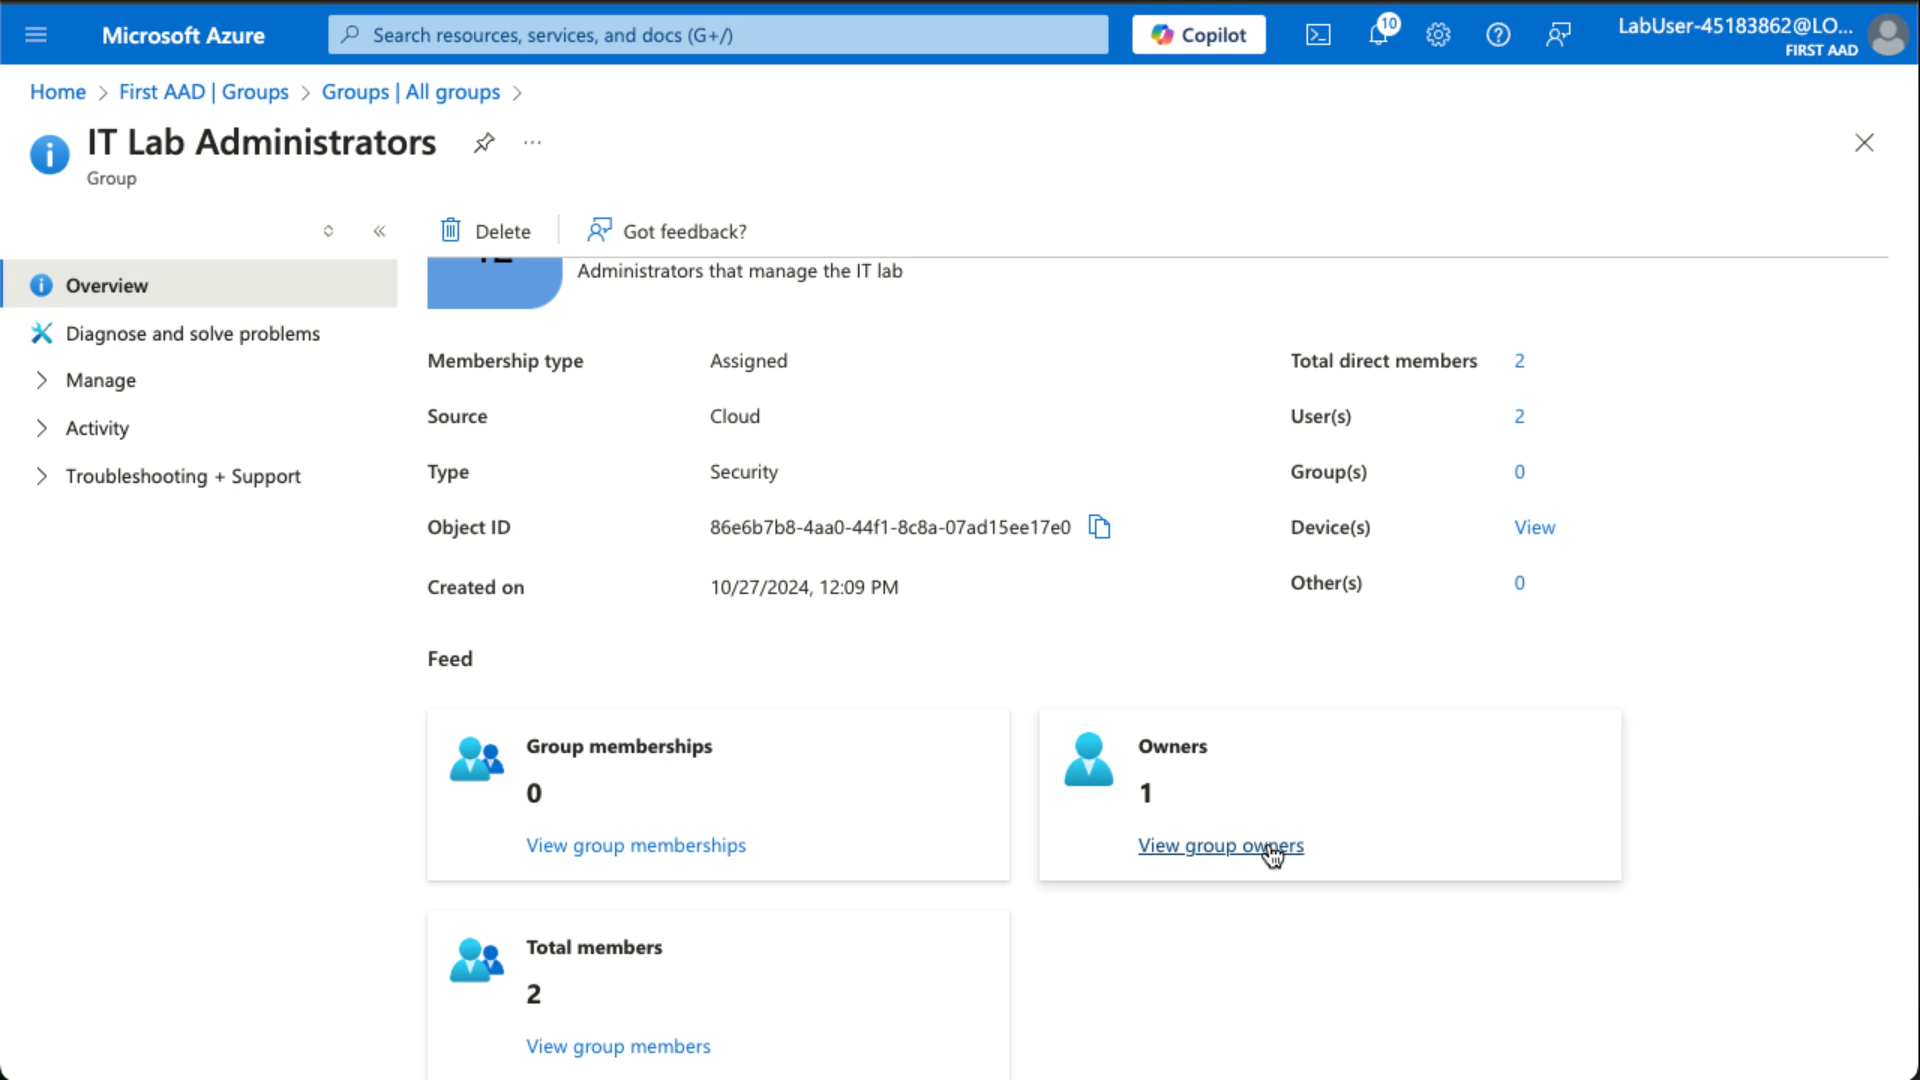 Microsoft Azure
Search resources, services, and docs (G+/)
Copilot
10
LabUser-45183862@LO...
FIRST AAD
Home > First AAD | Groups > Groups | All groups >
IT Lab Administrators
...
Group
Delete
Got feedback?
Overview
Diagnose and solve problems
Manage
Activity
Troubleshooting + Support
Administrators that manage the IT lab
Membership type Assigned
Source Cloud
Type Security
Object ID 86e6b7b8-4aa0-44f1-8c8a-07ad15ee17e0
Created on 10/27/2024, 12:09 PM
Total direct members 2
User(s) 2
Group(s) 0
Device(s) View
Other(s) 0
Feed
Group memberships
0
View group memberships
Owners
1
View group owners
Total members
2
View group members